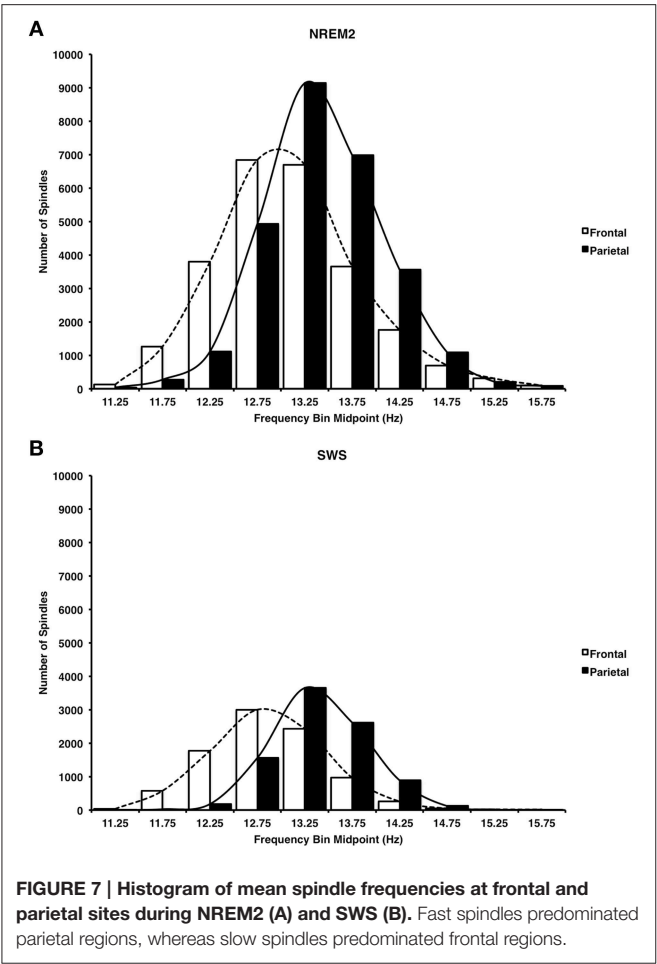 A
NREM2
10000
9000
8000
7000
6000
5000
4000
3000
2000
1000
0
Number of Spindles
11.25 11.75 12.25 12.75 13.25 13.75 14.25 14.75 15.25 15.75
Frequency Bin Midpoint (Hz)
Frontal
Parietal
B
SWS
10000
9000
8000
7000
6000
5000
4000
3000
2000
1000
0
Number of Spindles
11.25 11.75 12.25 12.75 13.25 13.75 14.25 14.75 15.25 15.75
Frequency Bin Midpoint (Hz)
Frontal
Parietal
FIGURE 7 | Histogram of mean spindle frequencies at frontal and
parietal sites during NREM2 (A) and SWS (B). Fast spindles predominated
parietal regions, whereas slow spindles predominated frontal regions.